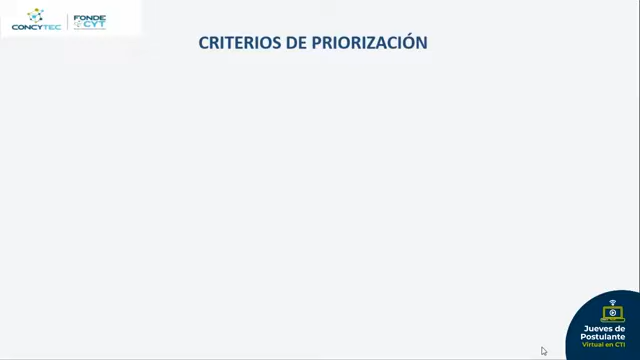 CONCYTEC
FONDE
CYT
CRITERIOS DE PRIORIZACIÓN
Jueves de
Postulante
Virtual en CTI